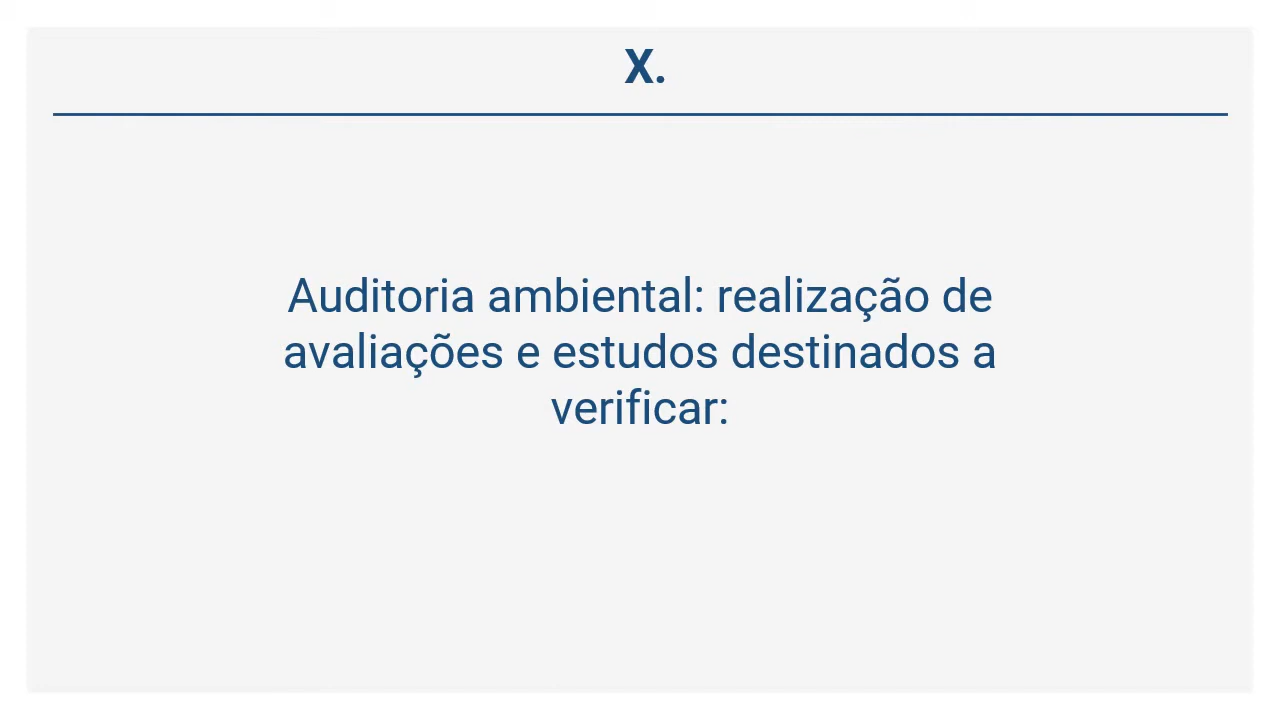 X.
Auditoria ambiental: realização de
avaliações e estudos destinados a
verificar: